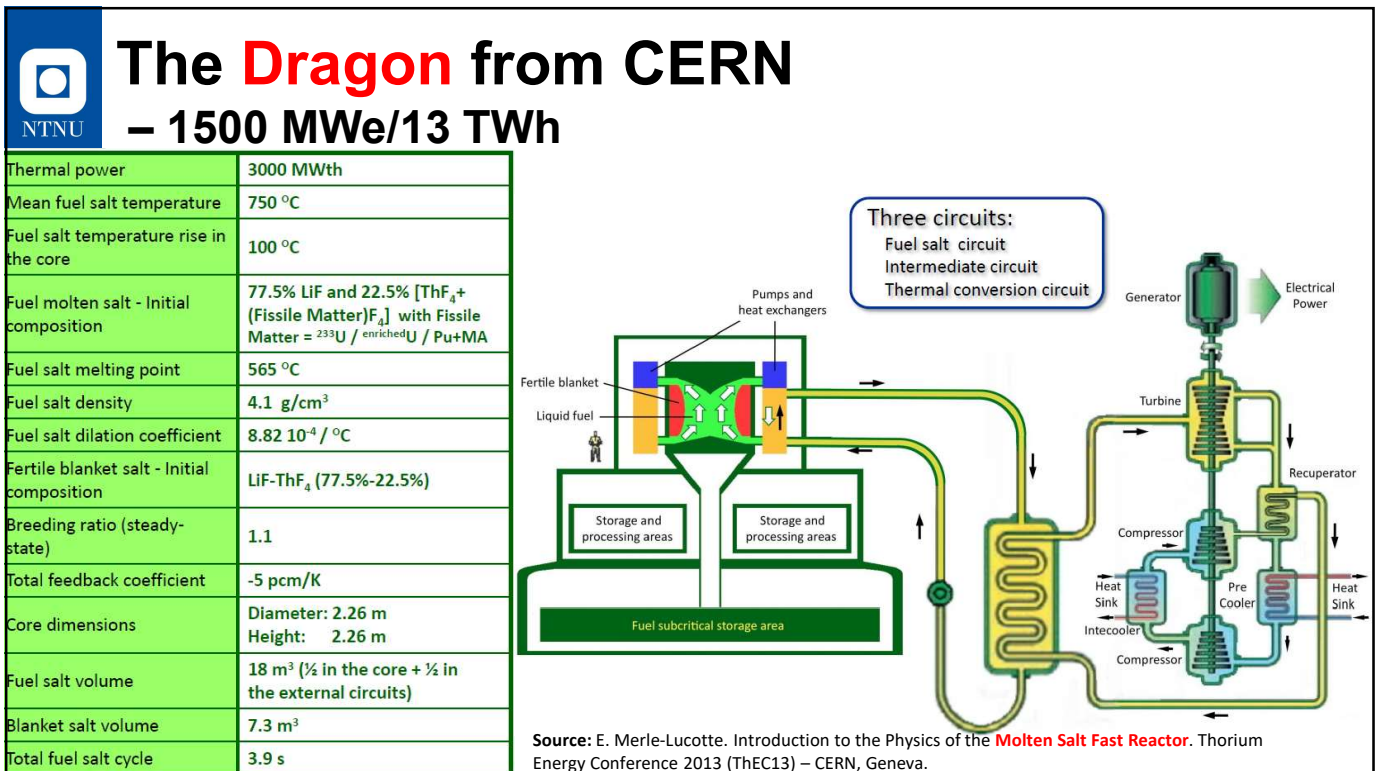 NTNU
The Dragon from CERN
– 1500 MWe/13 TWh
Thermal power
3000 MWth
Mean fuel salt temperature
750 °C
Fuel salt temperature rise in
the core
100 °C
Fuel molten salt - Initial
composition
77.5% LiF and 22.5% [ThF₄+
(Fissile Matter)F₄] with Fissile
Matter = ²³³U / ᵉⁿʳⁱᶜʰᵉᵈU / Pu+MA
Fuel salt melting point
565 °C
Fuel salt density
4.1 g/cm³
Fuel salt dilation coefficient
8.82 10⁻⁴ / °C
Fertile blanket salt - Initial
composition
LiF-ThF₄ (77.5%-22.5%)
Breeding ratio (steady-
state)
1.1
Total feedback coefficient
-5 pcm/K
Core dimensions
Diameter: 2.26 m
Height: 2.26 m
Fuel salt volume
18 m³ (½ in the core + ½ in
the external circuits)
Blanket salt volume
7.3 m³
Total fuel salt cycle
3.9 s
Three circuits:
Fuel salt circuit
Intermediate circuit
Thermal conversion circuit
Pumps and
heat exchangers
Fertile blanket
Liquid fuel
Storage and
processing areas
Storage and
processing areas
Fuel subcritical storage area
Generator
Electrical
Power
Turbine
Recuperator
Compressor
Heat
Sink
Pre
Cooler
Heat
Sink
Intecooler
Compressor
Source: E. Merle-Lucotte. Introduction to the Physics of the Molten Salt Fast Reactor. Thorium
Energy Conference 2013 (ThEC13) – CERN, Geneva.